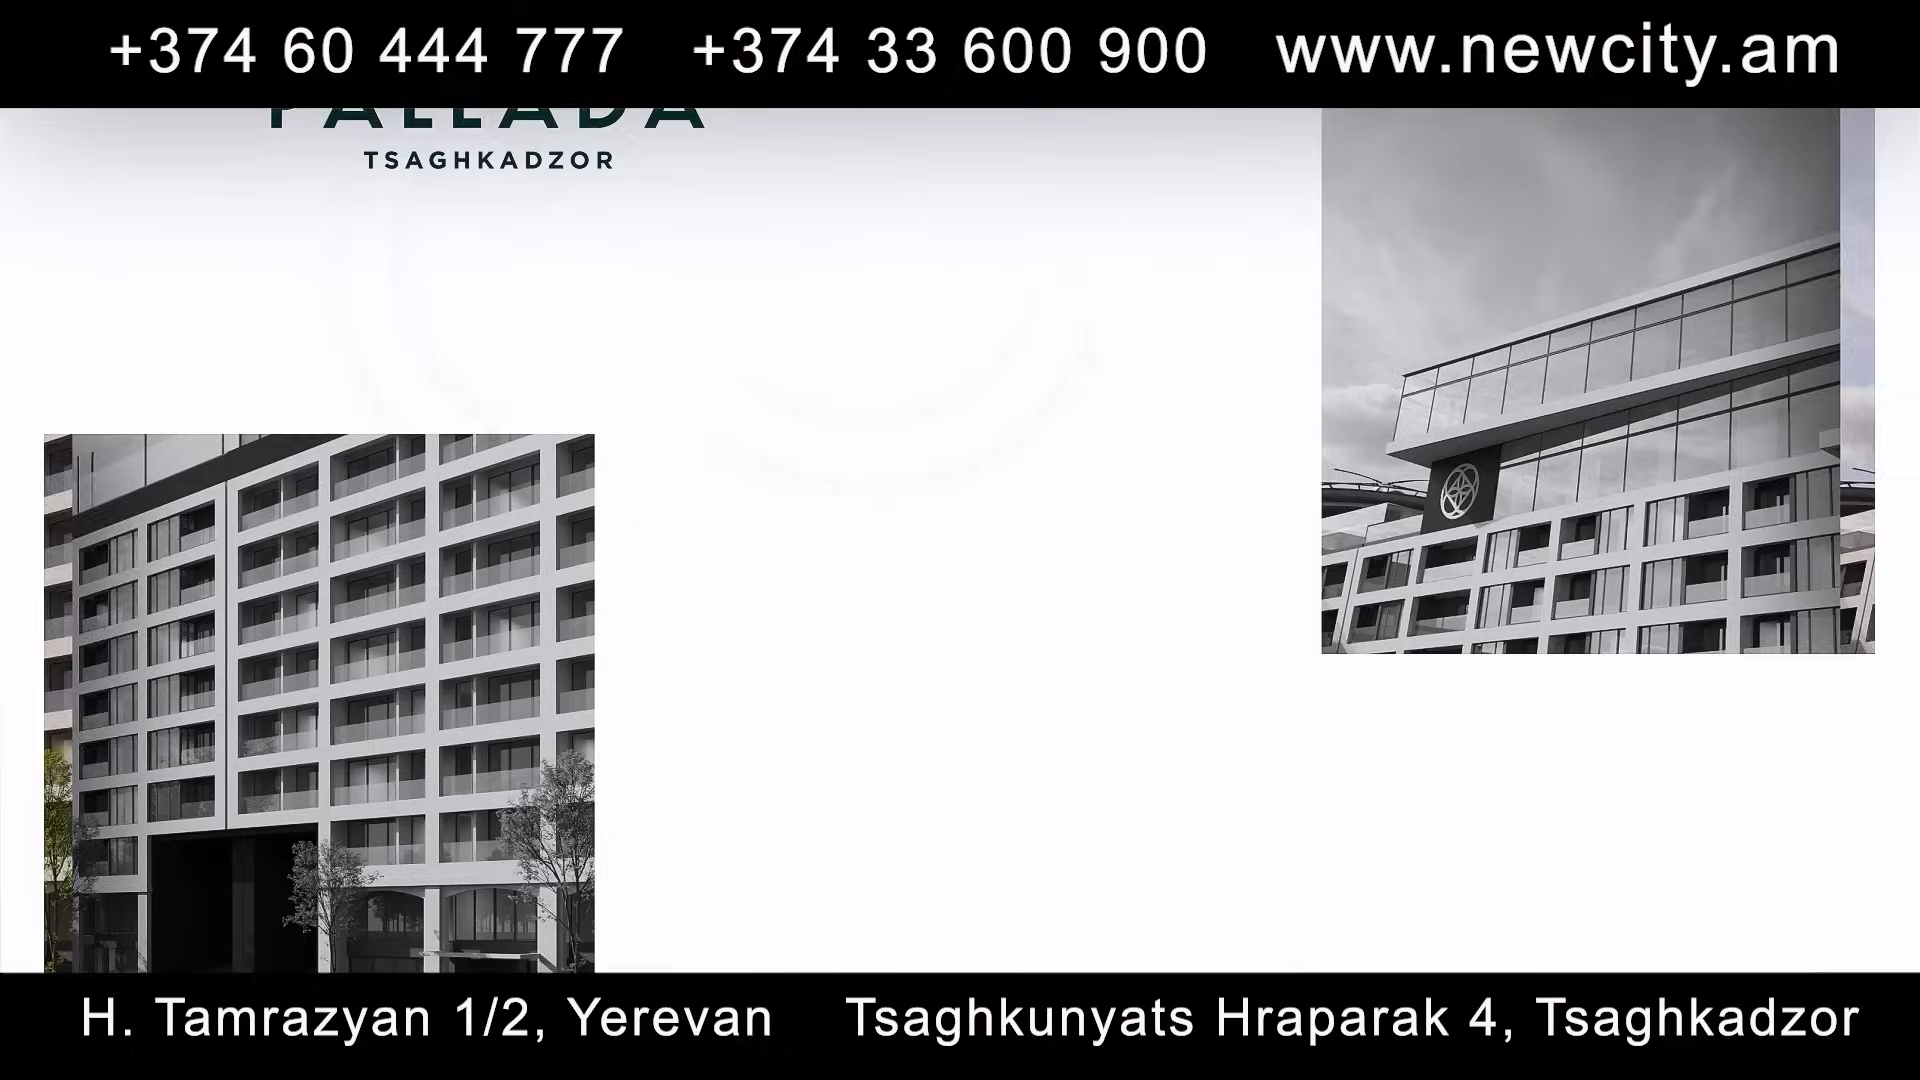 +374 60 444 777 +374 33 600 900 www.newcity.am
PALLADA
TSAGHKADZOR
H. Tamrazyan 1/2, Yerevan Tsaghkunyats Hraparak 4, Tsaghkadzor